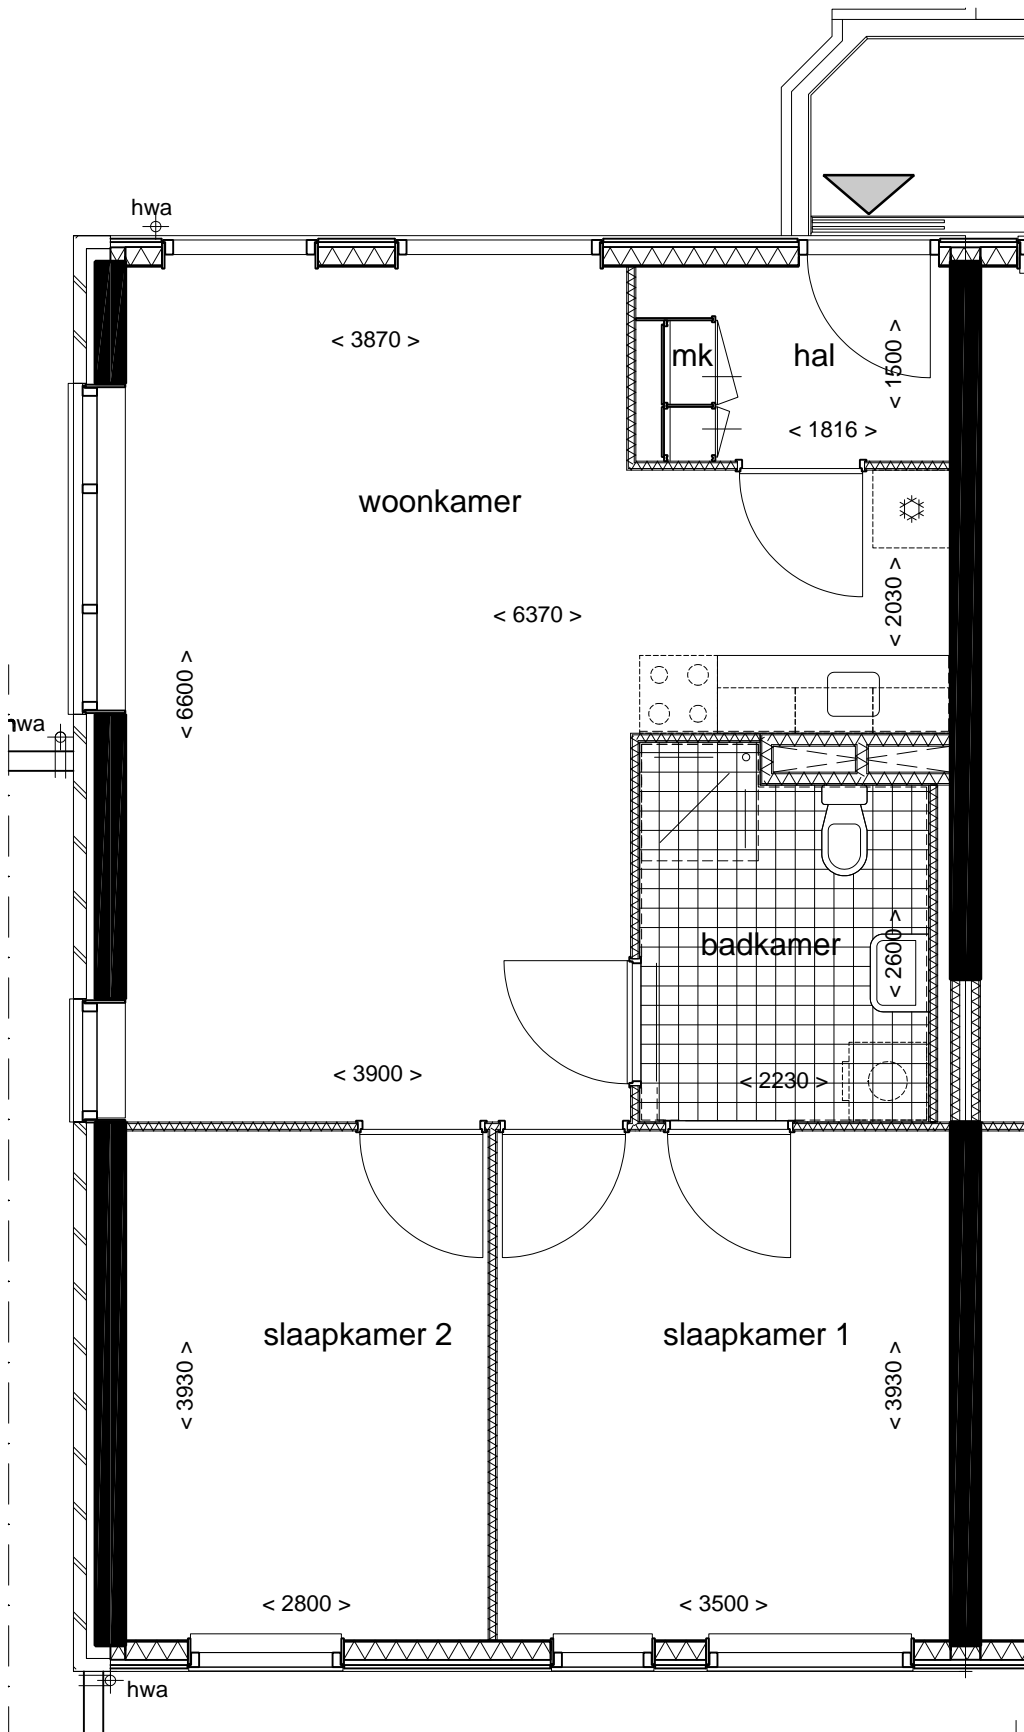 hwa
< 3870 >
mk
hal
< 1500 >
< 1816 >
woonkamer
< 6370 >
< 2030 >
< 6600 >
hwa
badkamer
< 2600 >
< 3900 >
< 2230 >
slaapkamer 2
slaapkamer 1
< 3930 >
< 3930 >
< 2800 >
< 3500 >
hwa